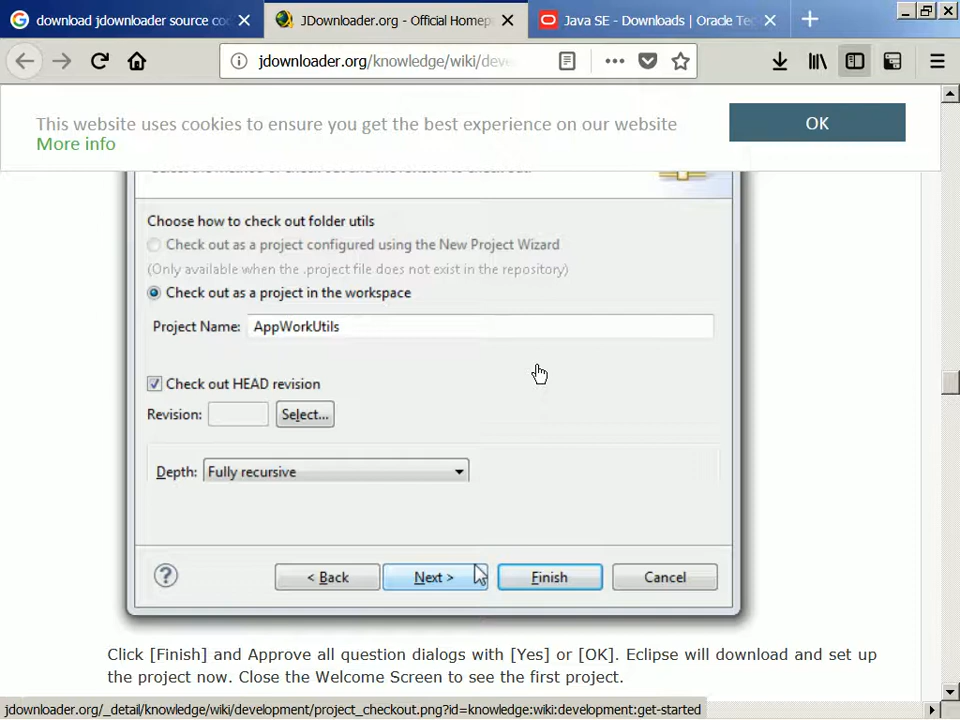 download jdownloader source co
JDownloader.org - Official Homep
Java SE - Downloads | Oracle Te
jdownloader.org/knowledge/wiki/deve
This website uses cookies to ensure you get the best experience on our website
More info
OK
Choose how to check out folder utils
Check out as a project configured using the New Project Wizard
(Only available when the .project file does not exist in the repository)
Check out as a project in the workspace
Project Name: AppWorkUtils
Check out HEAD revision
Revision: Select...
Depth: Fully recursive
< Back Next > Finish Cancel
Click [Finish] and Approve all question dialogs with [Yes] or [OK]. Eclipse will download and set up
the project now. Close the Welcome Screen to see the first project.
jdownloader.org/_detail/knowledge/wiki/development/project_checkout.png?id=knowledge:wiki:development:get-started